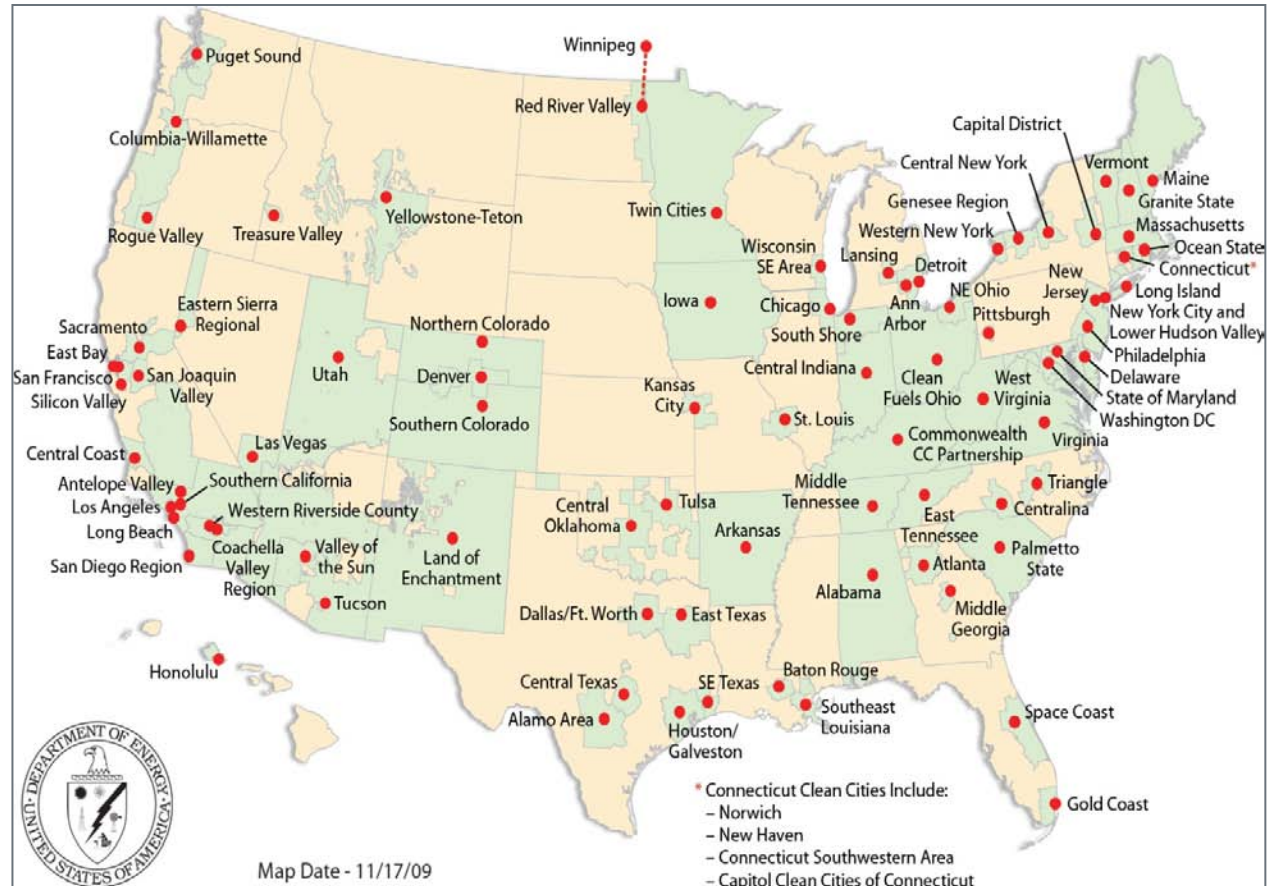 Puget Sound
Columbia-Willamette
Rogue Valley
Treasure Valley
Yellowstone-Teton
Winnipeg
Red River Valley
Twin Cities
Wisconsin
SE Area
Iowa
Chicago
South Shore
Lansing
Ann
Arbor
Detroit
NE Ohio
Pittsburgh
Western New York
Genesee Region
Central New York
Capital District
Vermont
Maine
Granite State
Massachusetts
Ocean State
Connecticut*
New
Jersey
Long Island
New York City and
Lower Hudson Valley
Philadelphia
Delaware
State of Maryland
Washington DC
Eastern Sierra
Regional
Sacramento
East Bay
San Francisco
Silicon Valley
San Joaquin
Valley
Utah
Northern Colorado
Denver
Southern Colorado
Kansas
City
St. Louis
Central Indiana
Clean
Fuels Ohio
West
Virginia
Virginia
Commonwealth
CC Partnership
Central Coast
Las Vegas
Antelope Valley
Southern California
Los Angeles
Western Riverside County
Long Beach
San Diego Region
Coachella
Valley
Region
Valley of
the Sun
Tucson
Land of
Enchantment
Central
Oklahoma
Tulsa
Arkansas
Middle
Tennessee
East
Tennessee
Triangle
Centralina
Palmetto
State
Atlanta
Middle
Georgia
Alabama
Dallas/Ft. Worth
East Texas
Central Texas
Alamo Area
Houston/
Galveston
SE Texas
Baton Rouge
Southeast
Louisiana
Space Coast
Gold Coast
Honolulu
DEPARTMENT OF ENERGY
UNITED STATES OF AMERICA
Map Date - 11/17/09
* Connecticut Clean Cities Include:
– Norwich
– New Haven
– Connecticut Southwestern Area
– Capitol Clean Cities of Connecticut